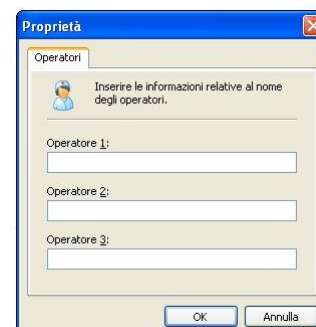 Proprietà
Operatori
Inserire le informazioni relative al nome
degli operatori.
Operatore 1:
Operatore 2:
Operatore 3:
OK
Annulla